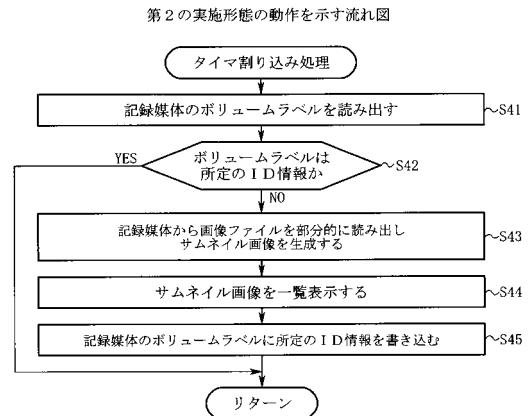 第２の実施形態の動作を示す流れ図
タイマ割り込み処理
記録媒体のボリュームラベルを読み出す
～S41
YES
ボリュームラベルは
所定のＩＤ情報か
～S42
NO
記録媒体から画像ファイルを部分的に読み出し
サムネイル画像を生成する
～S43
サムネイル画像を一覧表示する
～S44
記録媒体のボリュームラベルに所定のＩＤ情報を書き込む
～S45
リターン